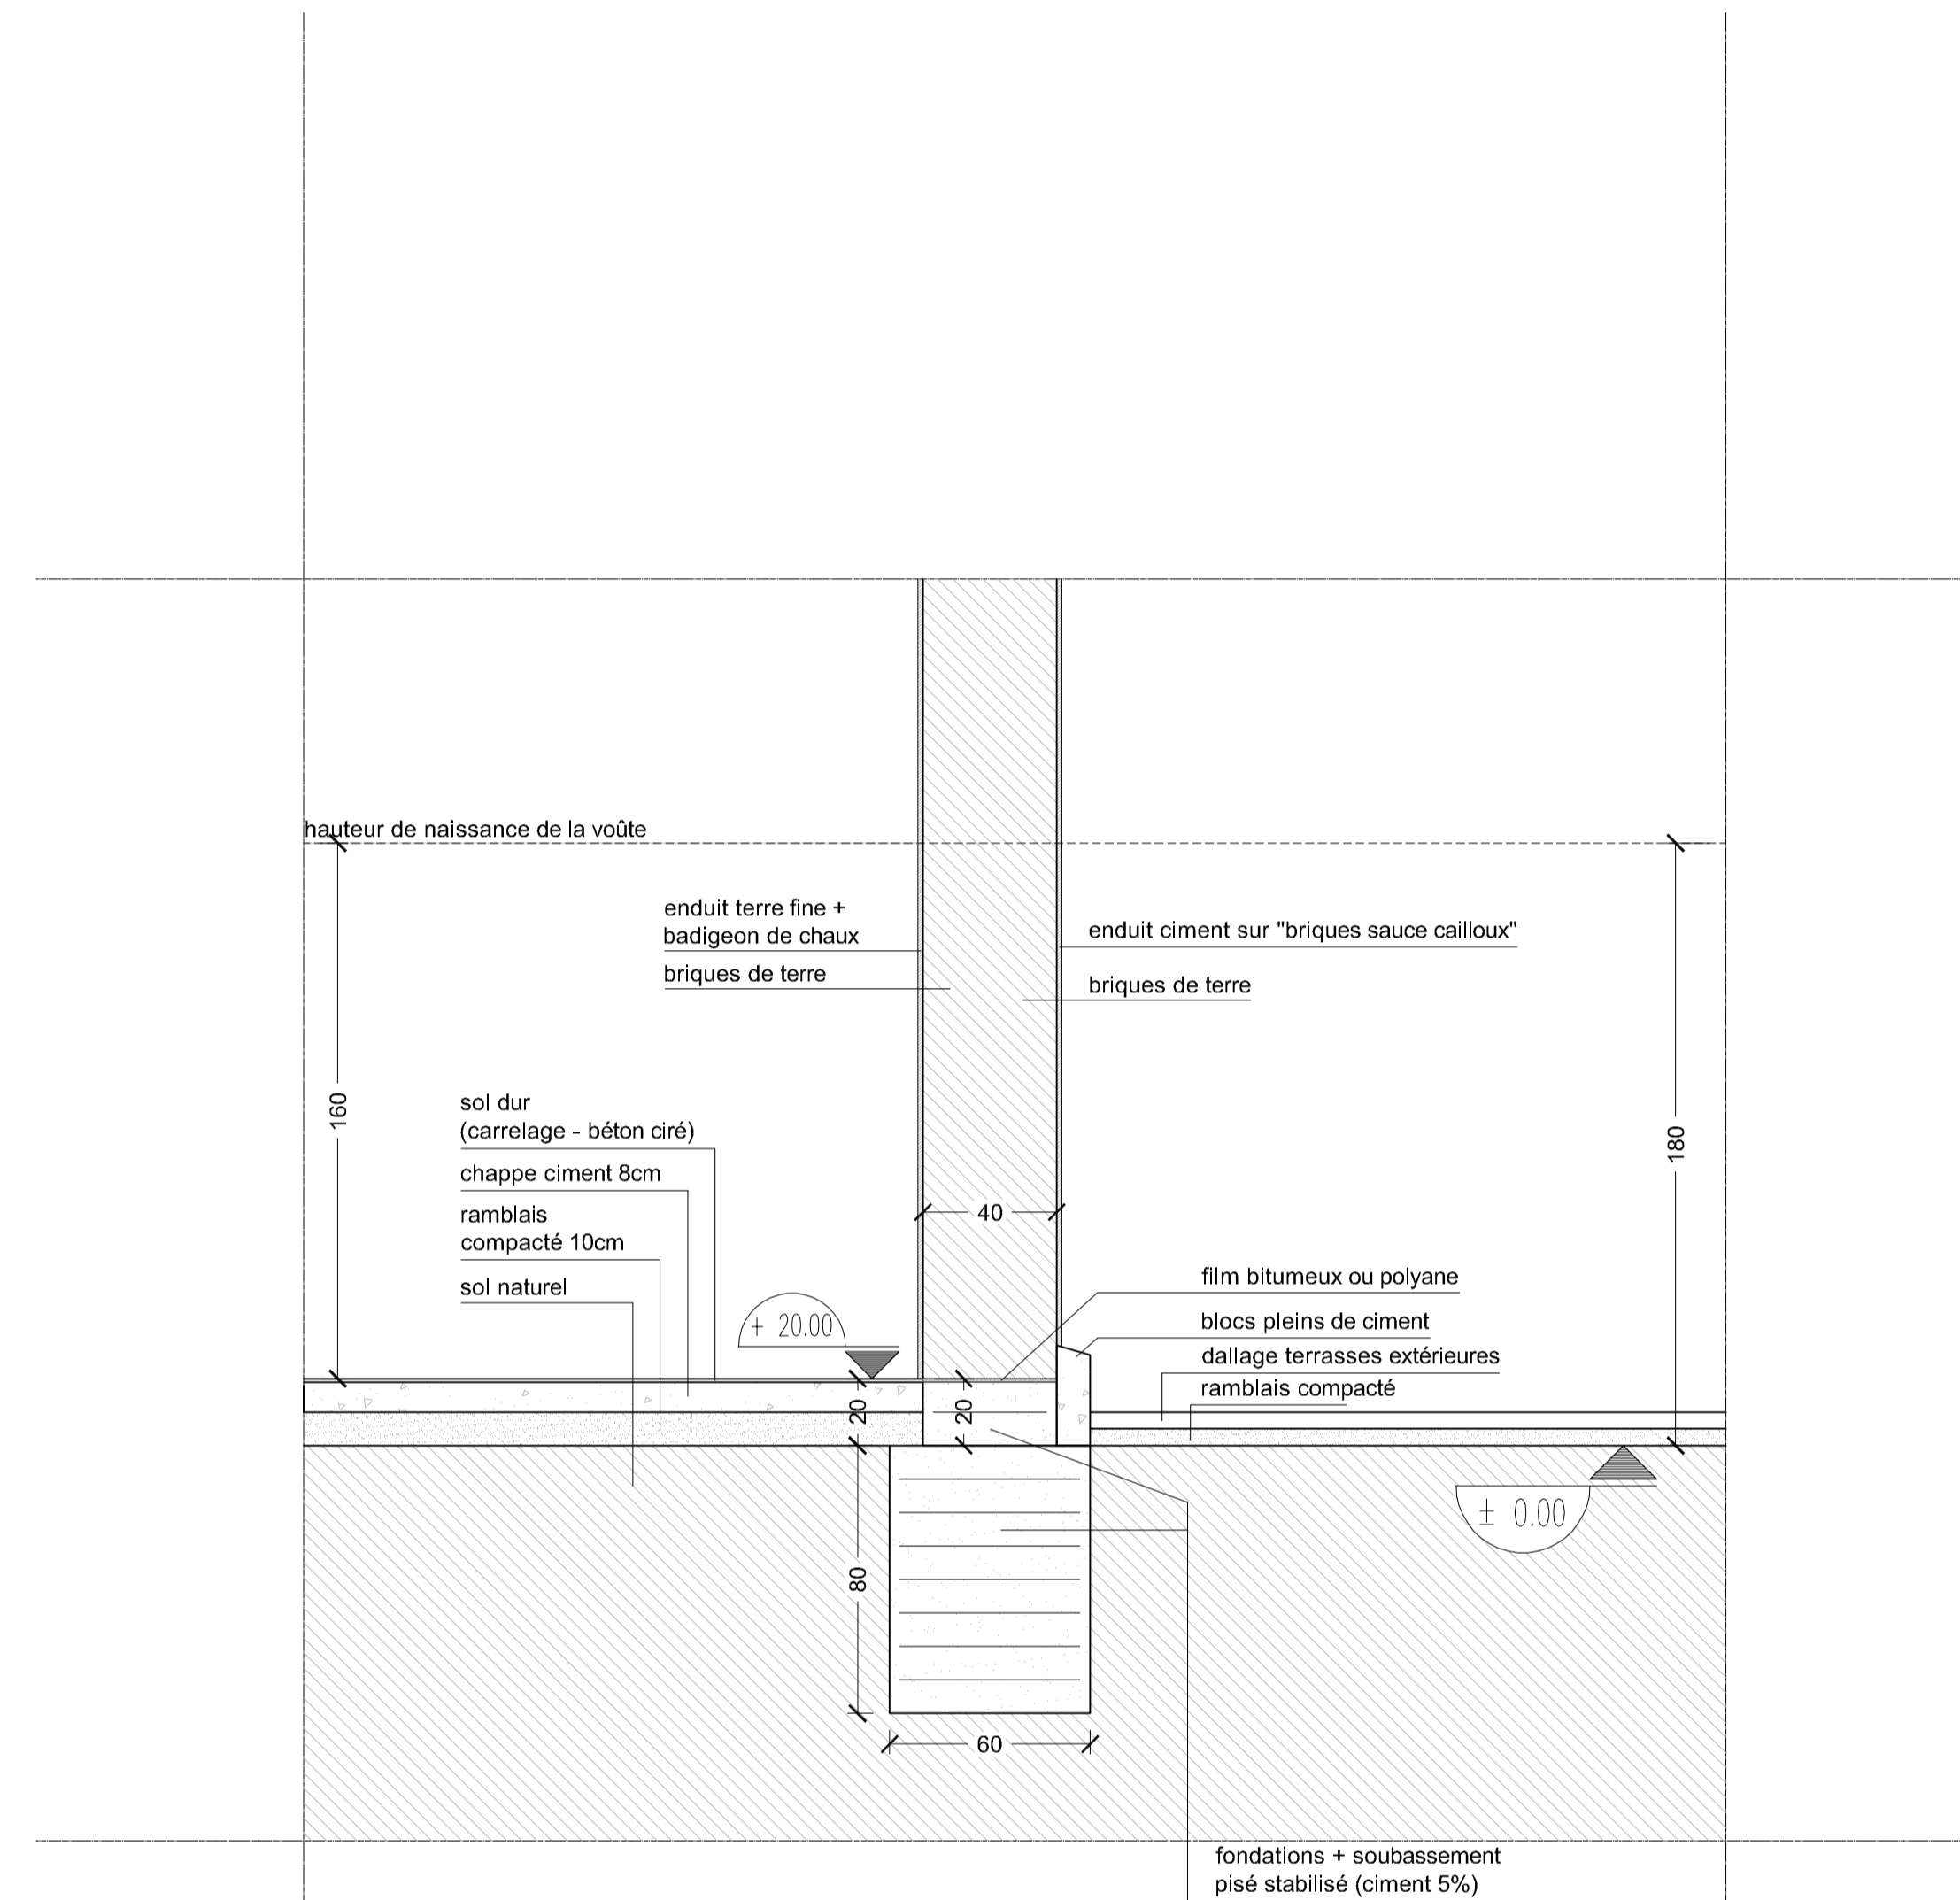 hauteur de naissance de la voûte
enduit terre fine +
badigeon de chaux
briques de terre
enduit ciment sur "briques sauce cailloux"
briques de terre
160
sol dur
(carrelage - béton ciré)
chappe ciment 8cm
ramblais
compacté 10cm
sol naturel
180
40
+ 20.00
film bitumeux ou polyane
blocs pleins de ciment
dallage terrasses extérieures
ramblais compacté
20
20
± 0.00
80
60
fondations + soubassement
pisé stabilisé (ciment 5%)